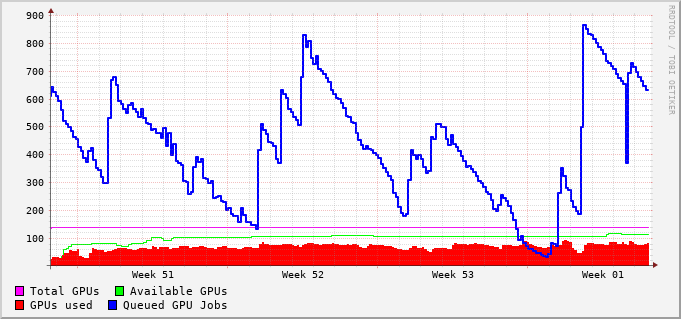 900
800
700
600
500
400
300
200
100
Week 51 Week 52 Week 53 Week 01
Total GPUs Available GPUs
GPUs used Queued GPU Jobs
RRDTOOL / TOBI OETIKER